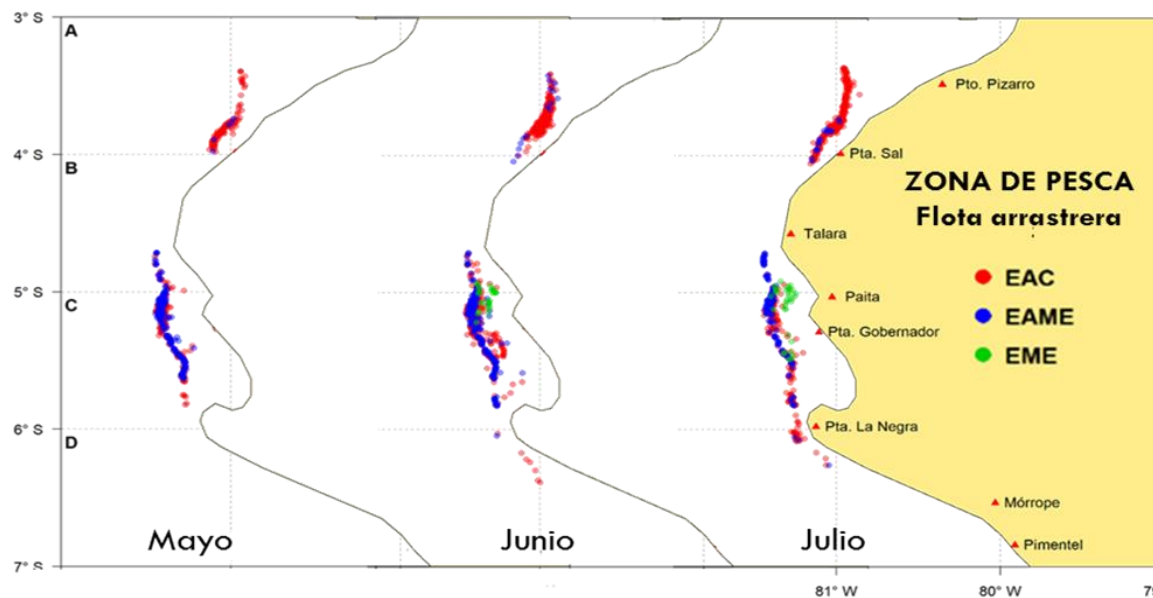 3° S
A
4° S
B
5° S
C
6° S
D
7° S
Pto. Pizarro
Pta. Sal
ZONA DE PESCA
Flota arrastrera
Talara
EAC
Paita
EAME
Pta. Gobernador
EME
Pta. La Negra
Mórrope
Mayo
Junio
Julio
Pimentel
81° W
80° W
79